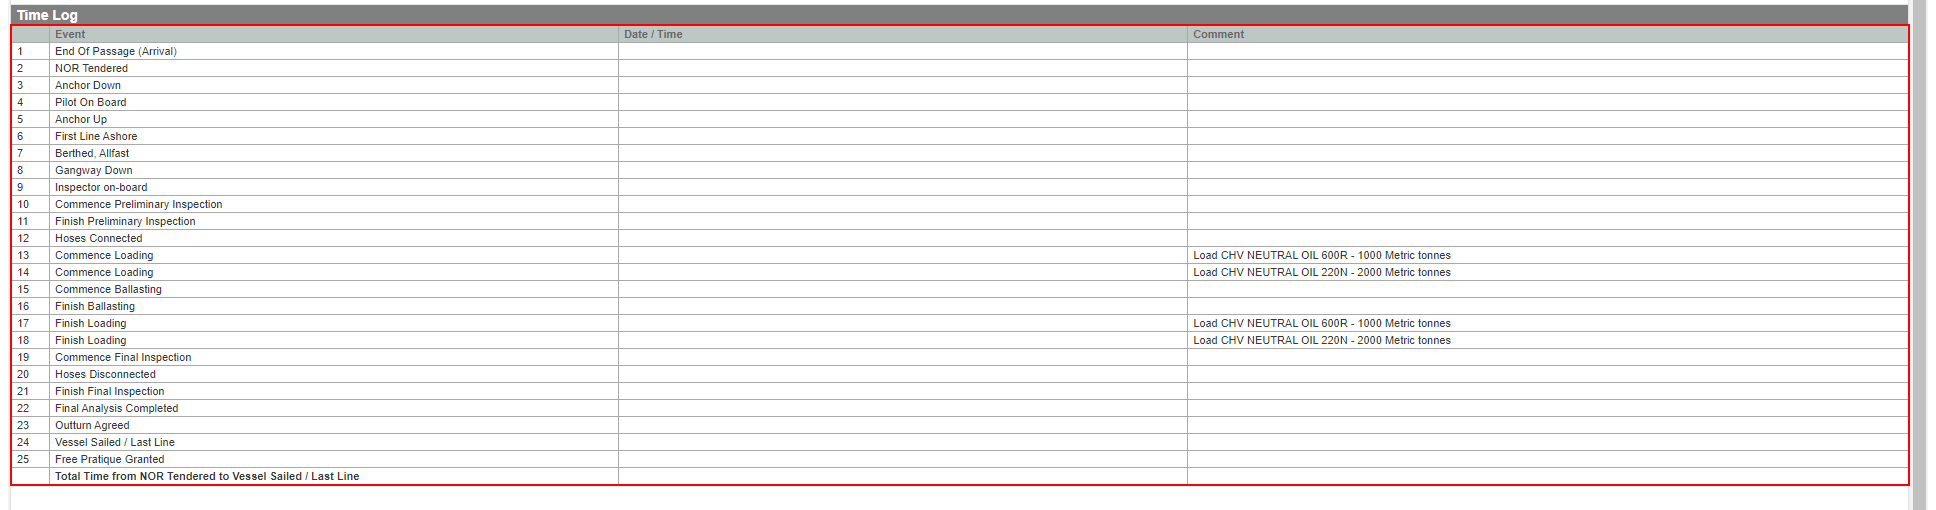 Time Log
Event Date / Time Comment
1 End Of Passage (Arrival)
2 NOR Tendered
3 Anchor Down
4 Pilot On Board
5 Anchor Up
6 First Line Ashore
7 Berthed, Allfast
8 Gangway Down
9 Inspector on-board
10 Commence Preliminary Inspection
11 Finish Preliminary Inspection
12 Hoses Connected
13 Commence Loading Load CHV NEUTRAL OIL 600R - 1000 Metric tonnes
14 Commence Loading Load CHV NEUTRAL OIL 220N - 2000 Metric tonnes
15 Commence Ballasting
16 Finish Ballasting
17 Finish Loading Load CHV NEUTRAL OIL 600R - 1000 Metric tonnes
18 Finish Loading Load CHV NEUTRAL OIL 220N - 2000 Metric tonnes
19 Commence Final Inspection
20 Hoses Disconnected
21 Finish Final Inspection
22 Final Analysis Completed
23 Outturn Agreed
24 Vessel Sailed / Last Line
25 Free Pratique Granted
Total Time from NOR Tendered to Vessel Sailed / Last Line